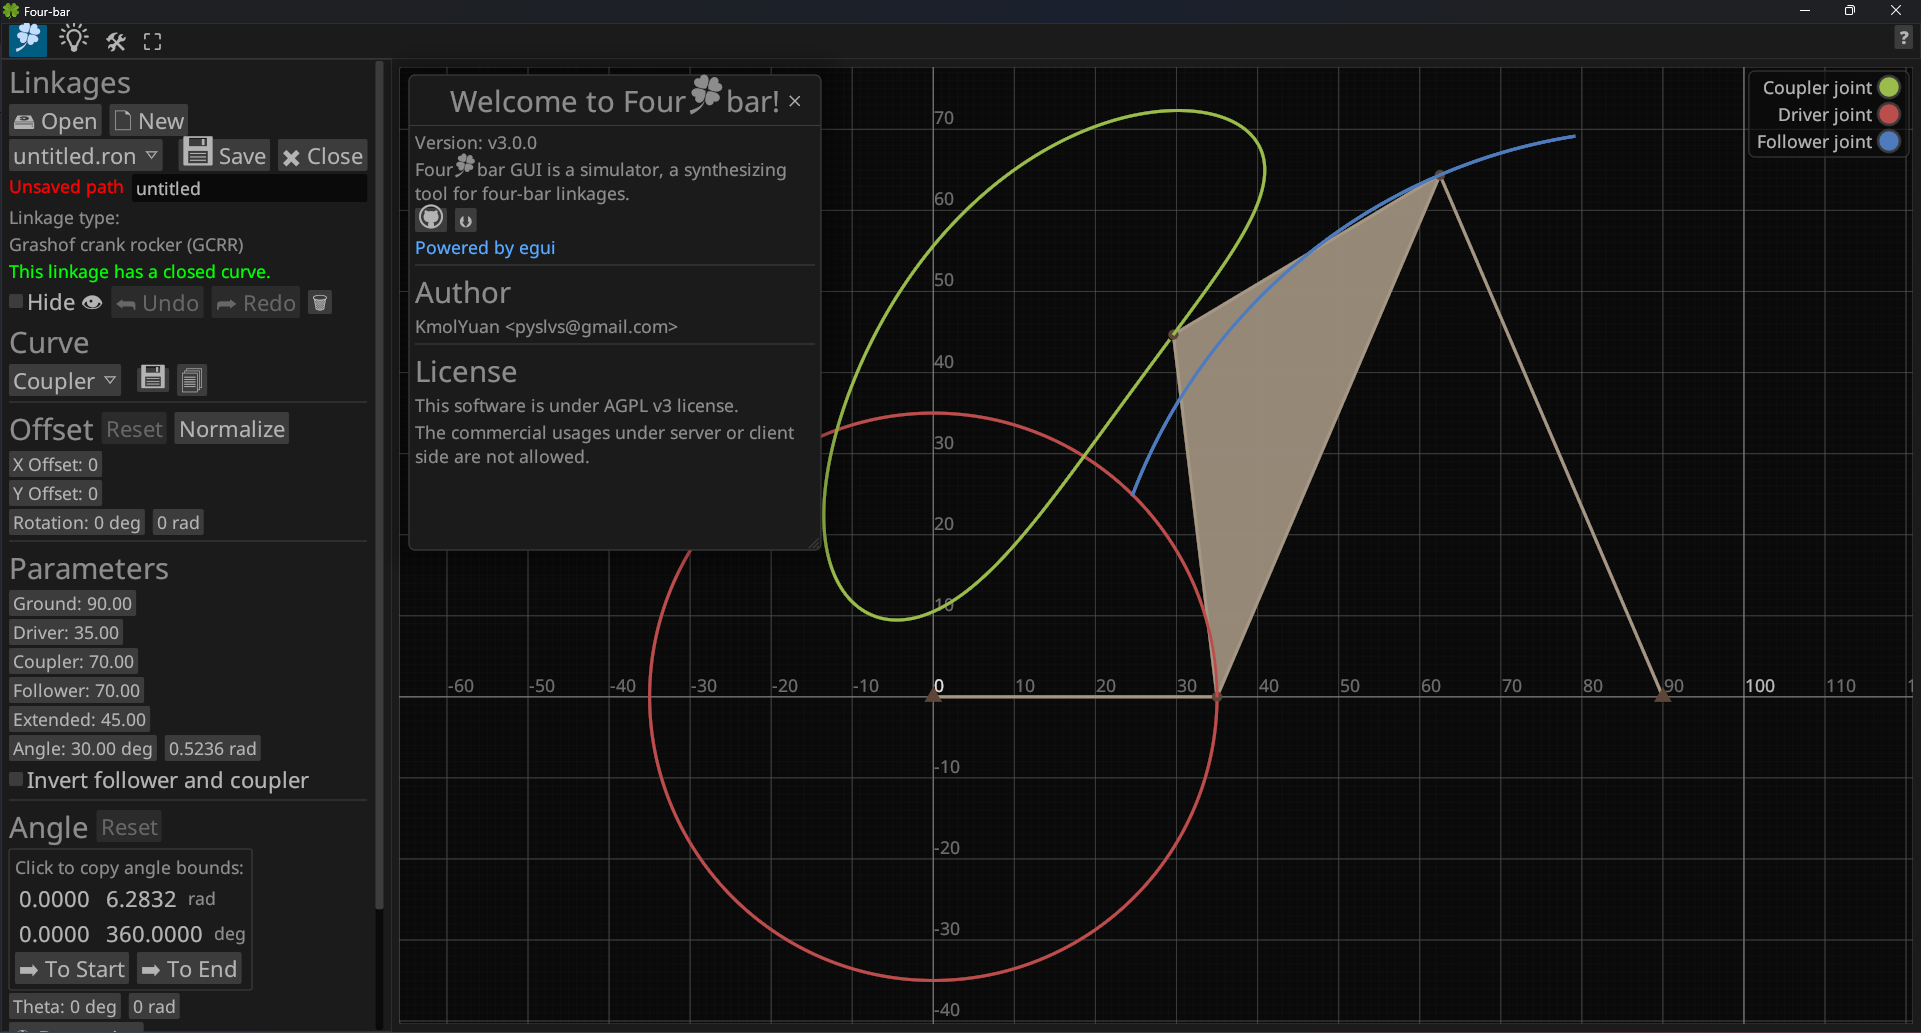 Four-bar
?
Linkages
Open New
untitled.ron Save Close
Unsaved path untitled
Linkage type:
Grashof crank rocker (GCRR)
This linkage has a closed curve.
Hide Undo Redo
Curve
Coupler
Offset Reset Normalize
X Offset: 0
Y Offset: 0
Rotation: 0 deg 0 rad
Parameters
Ground: 90.00
Driver: 35.00
Coupler: 70.00
Follower: 70.00
Extended: 45.00
Angle: 30.00 deg 0.5236 rad
Invert follower and coupler
Angle Reset
Click to copy angle bounds:
0.0000 6.2832 rad
0.0000 360.0000 deg
To Start To End
Theta: 0 deg 0 rad
Welcome to Four bar!
Version: v3.0.0
Four bar GUI is a simulator, a synthesizing
tool for four-bar linkages.
Powered by egui
Author
KmolYuan <pyslvs@gmail.com>
License
This software is under AGPL v3 license.
The commercial usages under server or client
side are not allowed.
Coupler joint
Driver joint
Follower joint
70
60
50
40
30
20
10
-60 -50 -40 -30 -20 -10 0 10 20 30 40 50 60 70 80 90 100 110
-10
-20
-30
-40